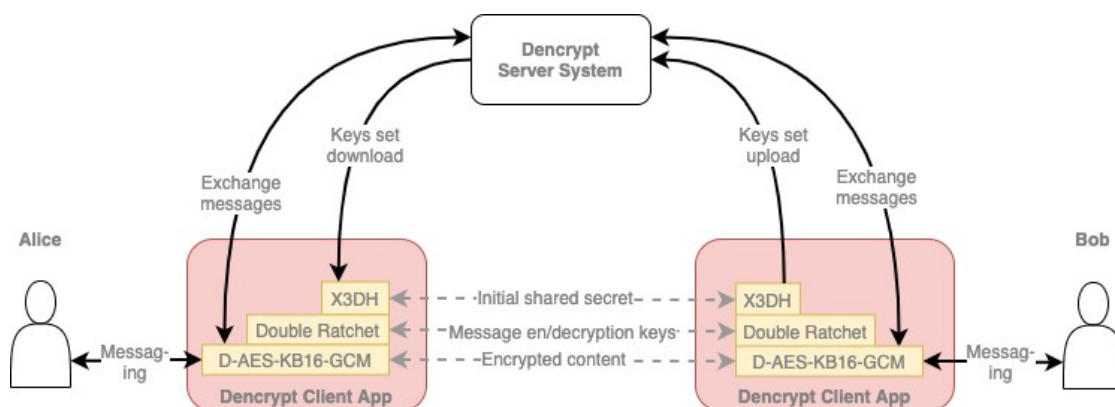 Dencrypt
Server System
Keys set
download
Keys set
upload
Exchange
messages
Exchange
messages
Alice
Bob
X3DH
Initial shared secret
X3DH
Double Ratchet
Message en/decryption keys
Double Ratchet
D-AES-KB16-GCM
Encrypted content
D-AES-KB16-GCM
Messag-
ing
Messag-
ing
Dencrypt Client App
Dencrypt Client App